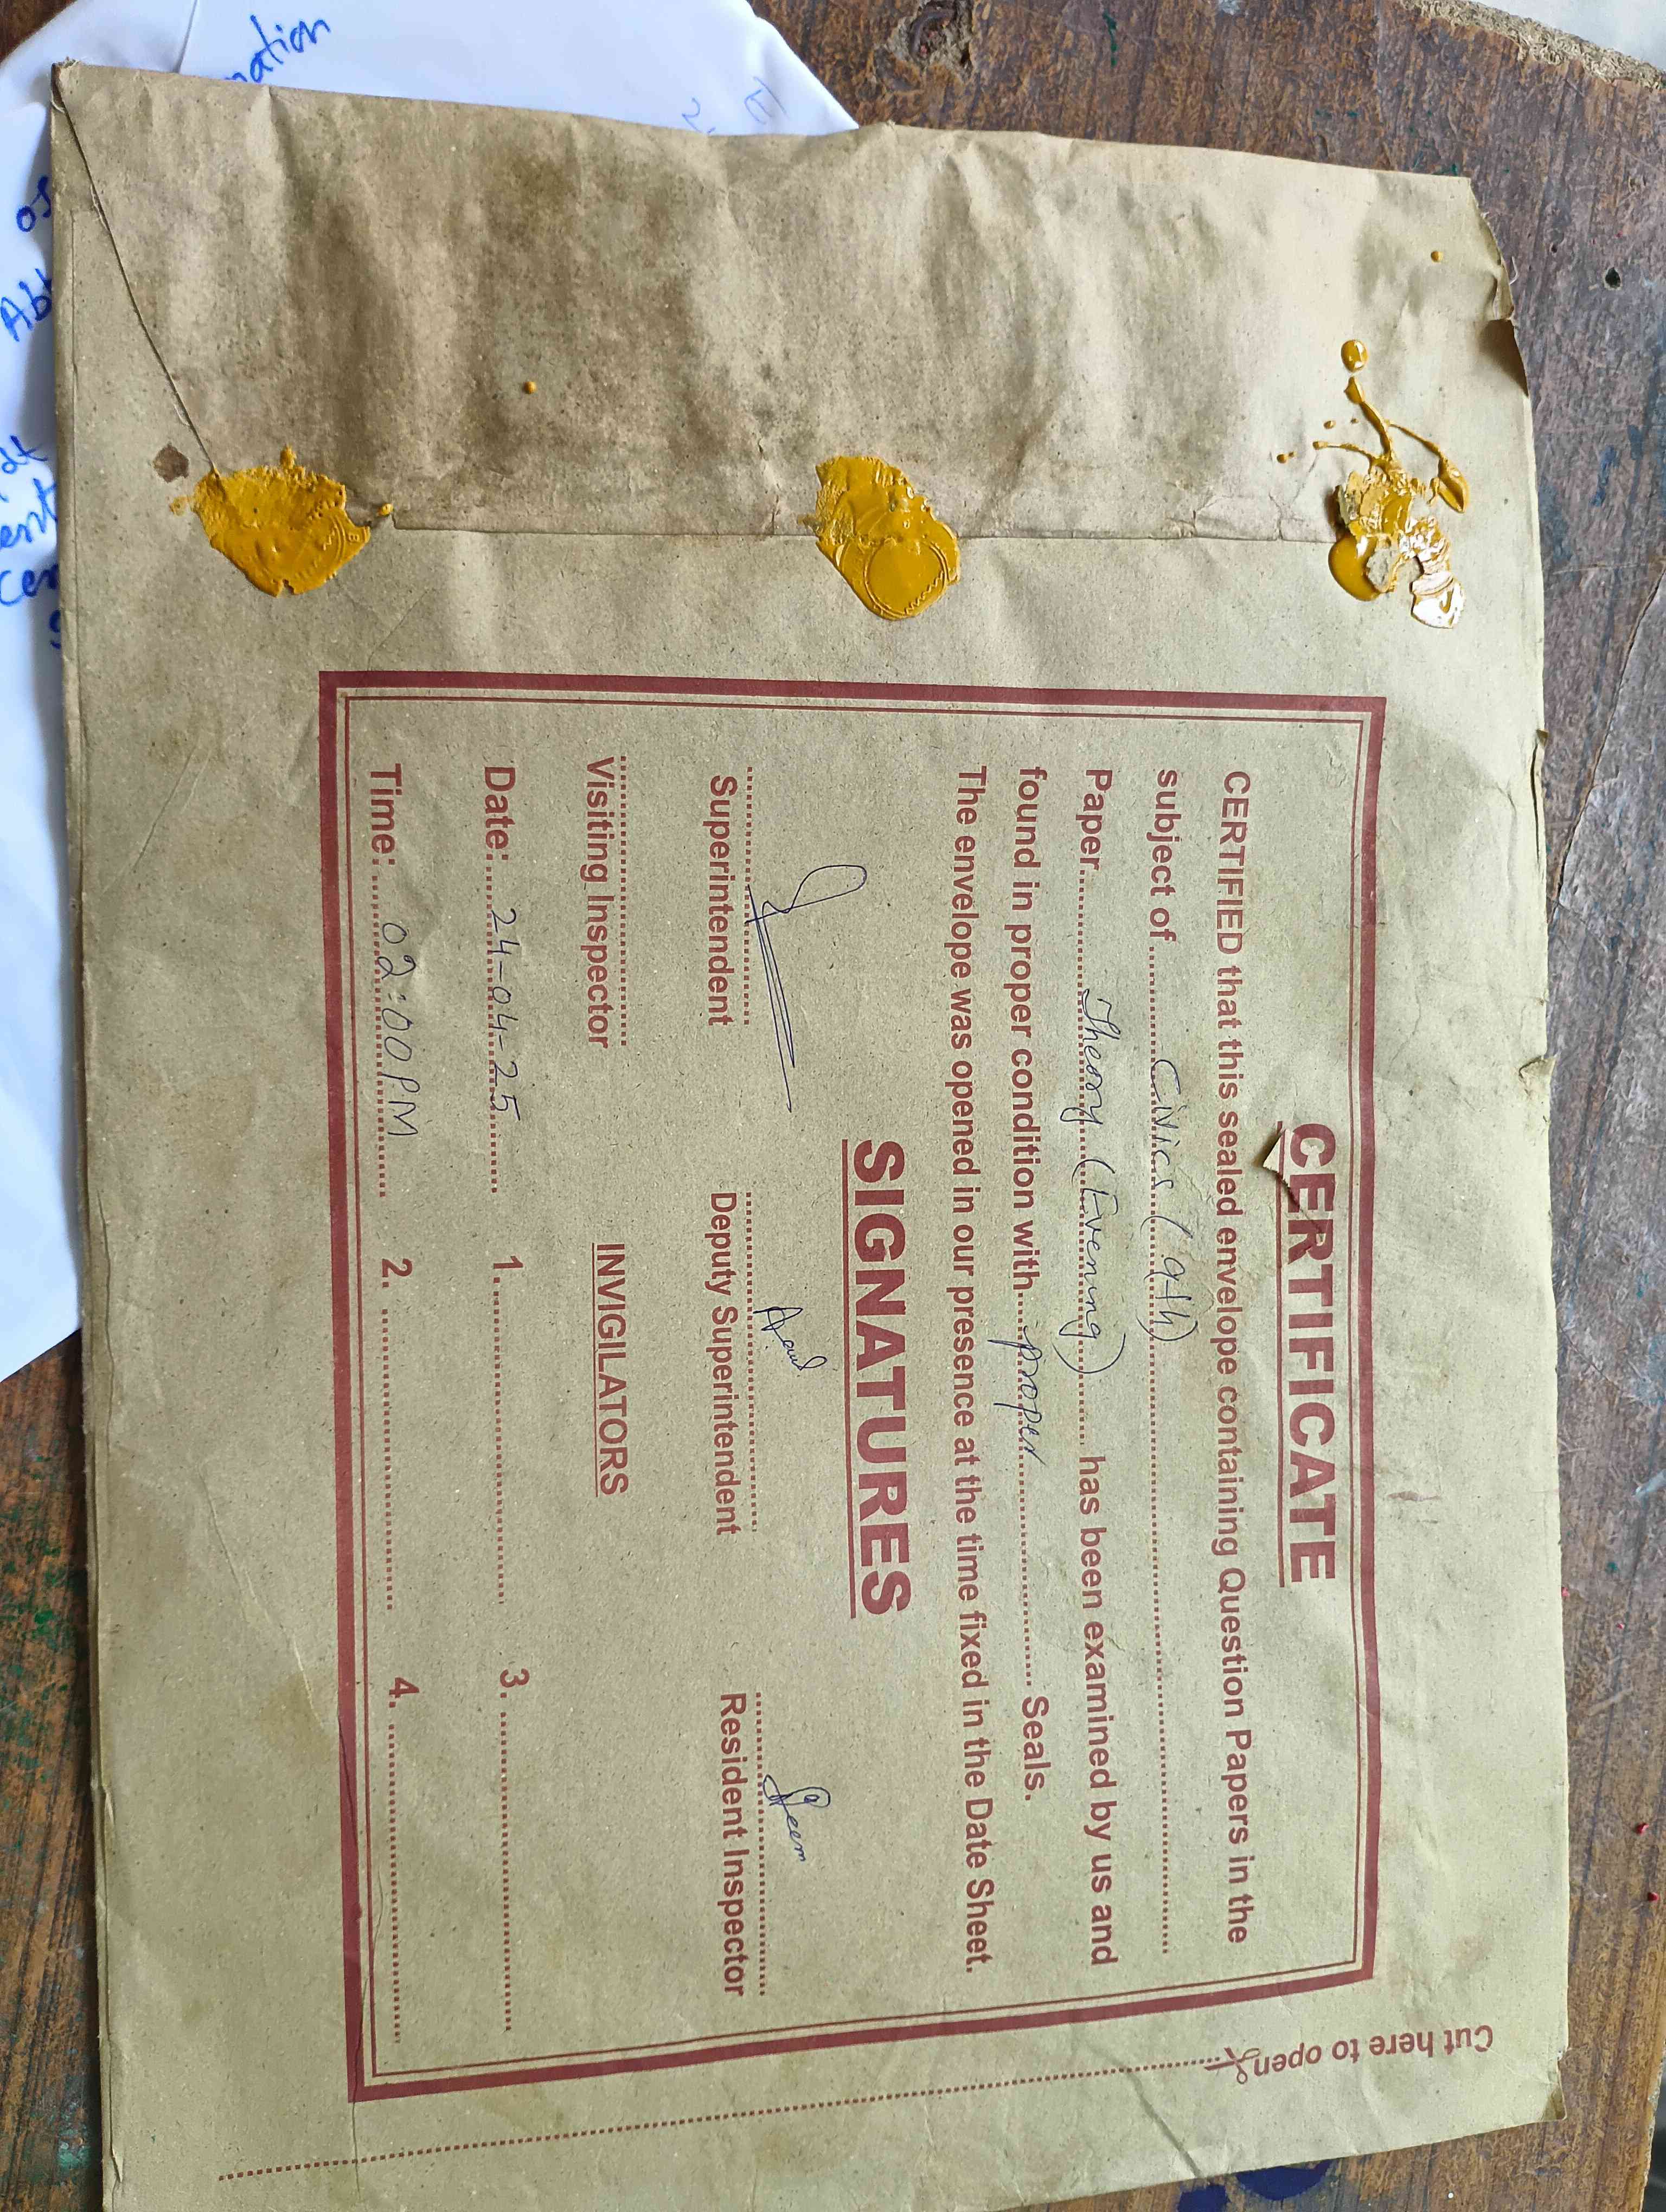 CERTIFICATE
CERTIFIED that this sealed envelope containing Question Papers in the
subject of ........ Civics (9th) ........
Paper ........ Theory (Evening) ........ has been examined by us and
found in proper condition with ..... proper ........ Seals.
The envelope was opened in our presence at the time fixed in the Date Sheet.
SIGNATURES
Superintendent Deputy Superintendent Resident Inspector
Visiting Inspector INVIGILATORS
Date: 24-04-25 1. ........ 3. ........
Time: 02:00 PM 2. ........ 4. ........
Cut here to open